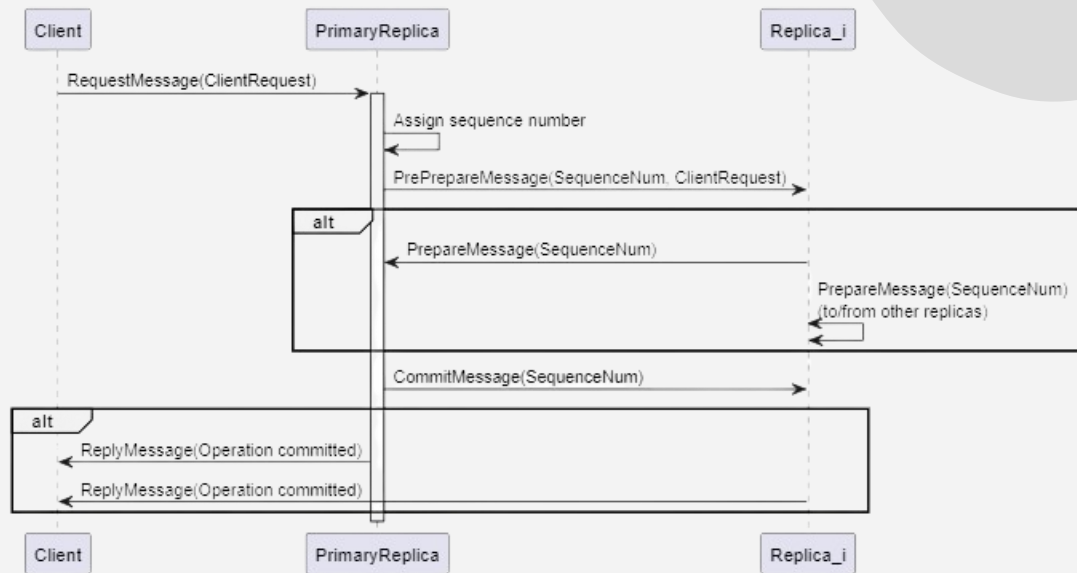 Client PrimaryReplica Replica_i
RequestMessage(ClientRequest)
Assign sequence number
PrePrepareMessage(SequenceNum, ClientRequest)
alt
PrepareMessage(SequenceNum)
PrepareMessage(SequenceNum)
(to/from other replicas)
CommitMessage(SequenceNum)
alt
ReplyMessage(Operation committed)
ReplyMessage(Operation committed)
Client PrimaryReplica Replica_i